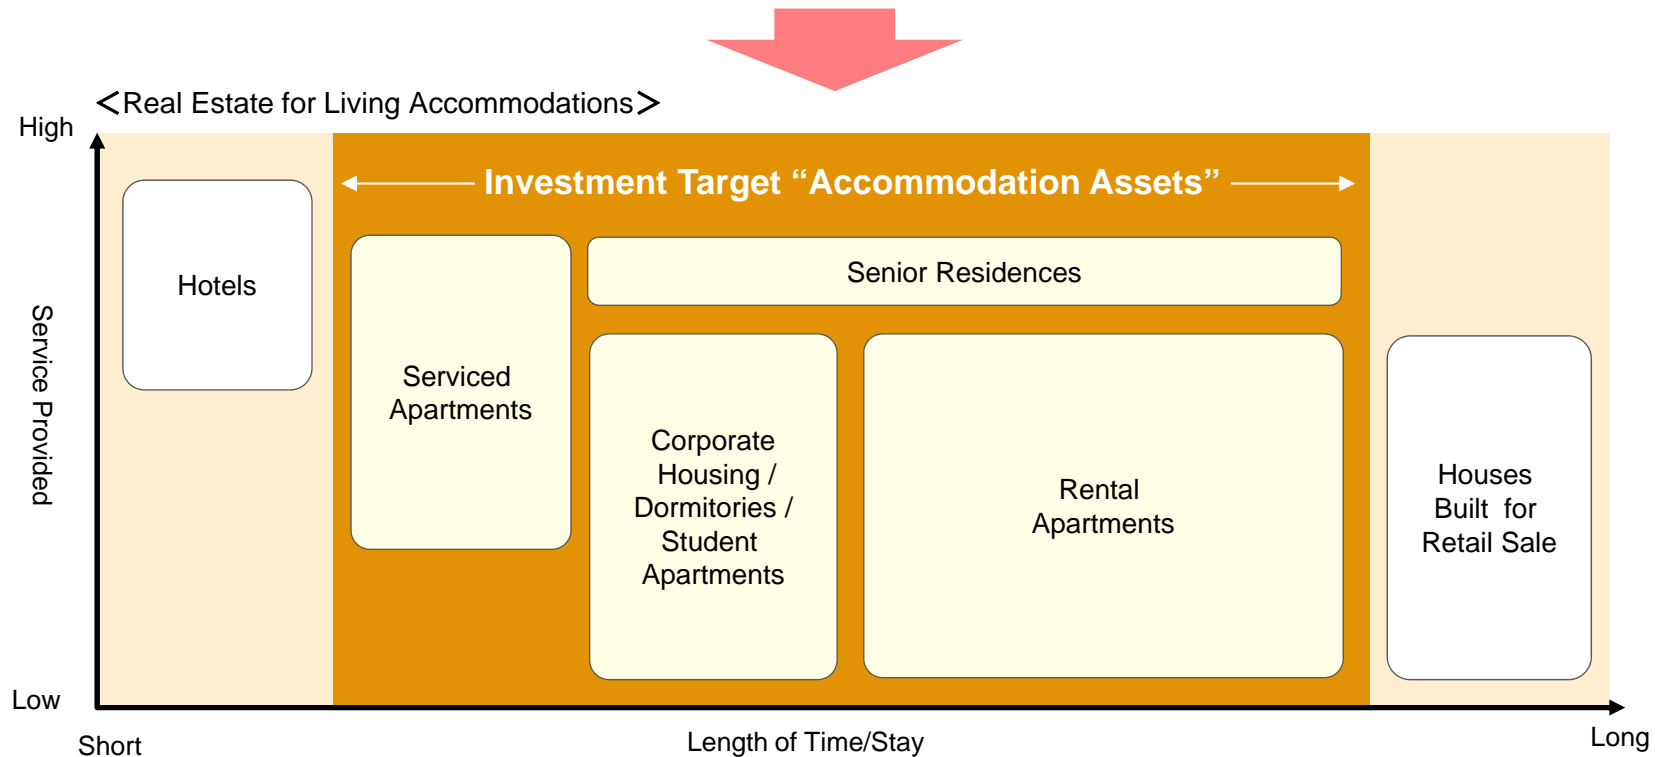 ＜Real Estate for Living Accommodations＞
High
Investment Target “Accommodation Assets”
Hotels
Senior Residences
Service Provided
Serviced
Apartments
Corporate
Housing /
Dormitories /
Student
Apartments
Rental
Apartments
Houses
Built for
Retail Sale
Low
Short
Length of Time/Stay
Long